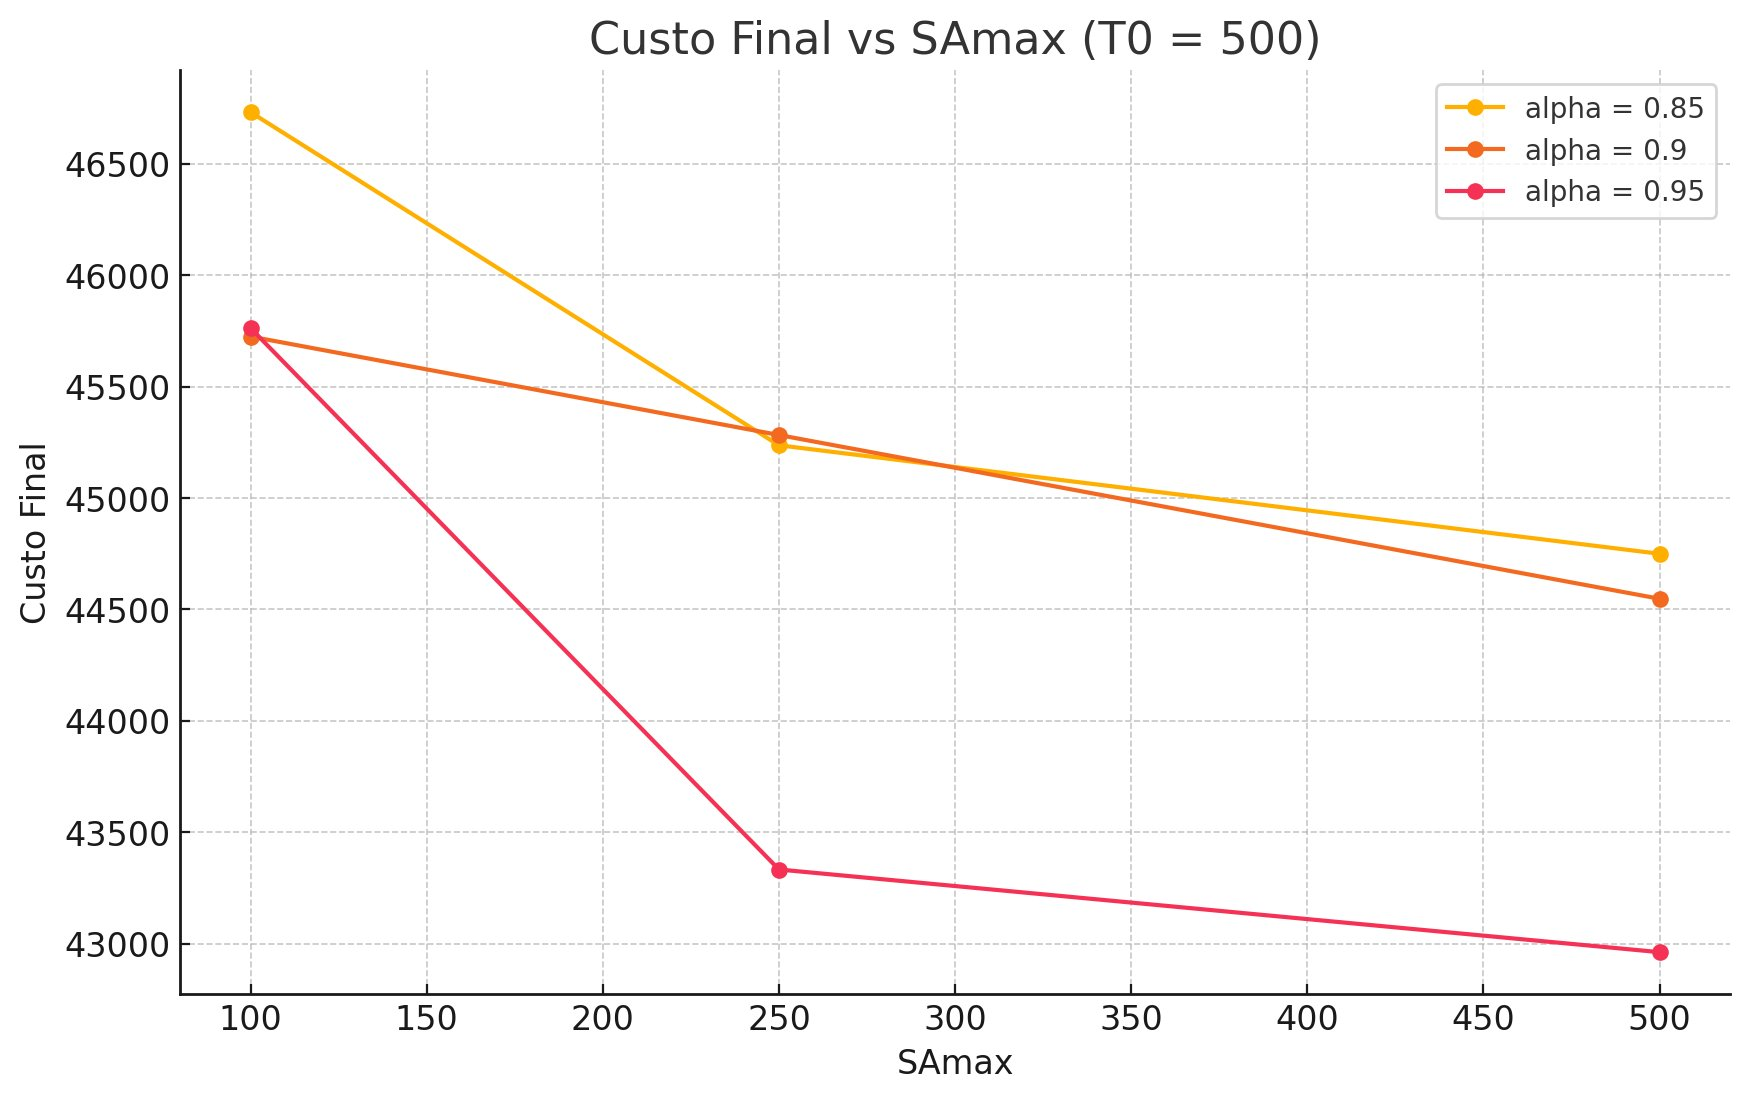 Custo Final vs SAmax (T0 = 500)
alpha = 0.85
alpha = 0.9
alpha = 0.95
Custo Final
46500
46000
45500
45000
44500
44000
43500
43000
100 150 200 250 300 350 400 450 500
SAmax